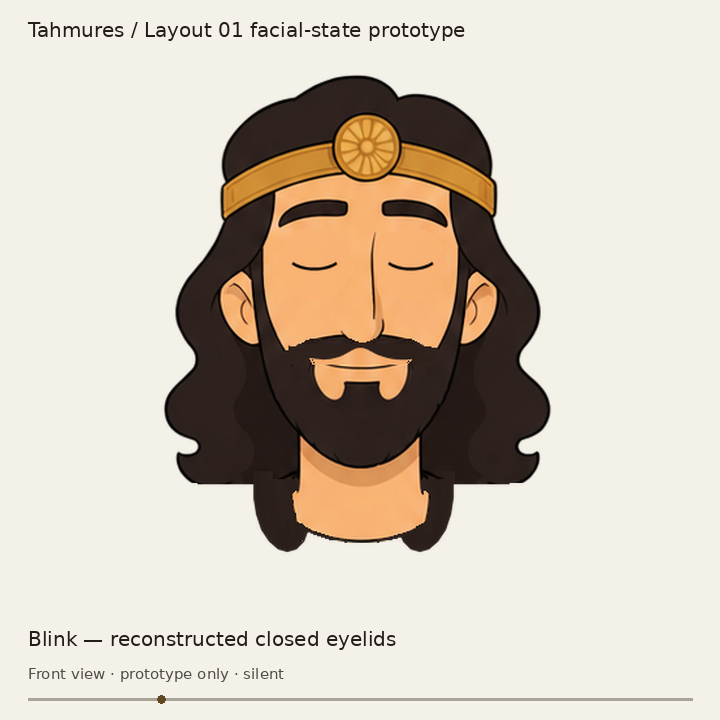 Tahmures / Layout 01 facial-state prototype
Blink — reconstructed closed eyelids
Front view · prototype only · silent